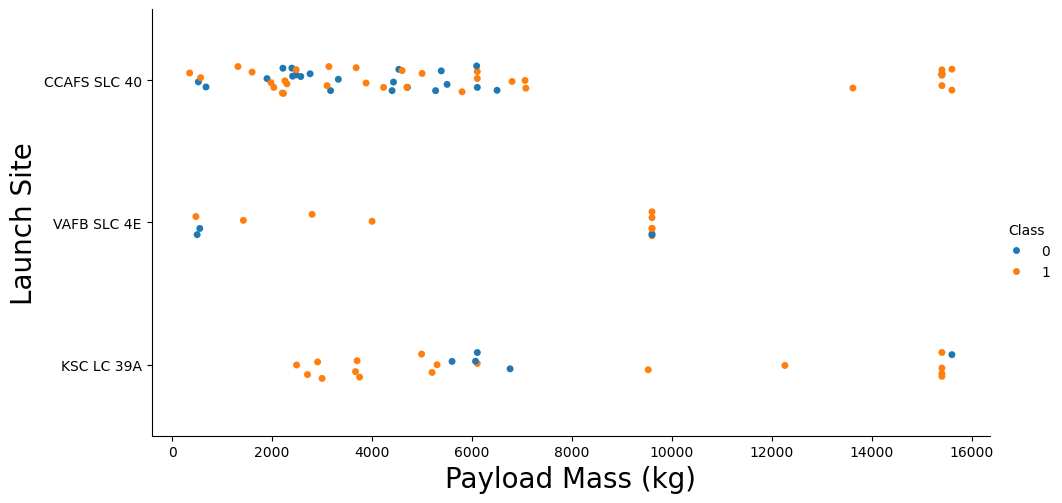 CCAFS SLC 40
VAFB SLC 4E
KSC LC 39A
Launch Site
0
2000
4000
6000
8000
10000
12000
14000
16000
Payload Mass (kg)
Class
0
1